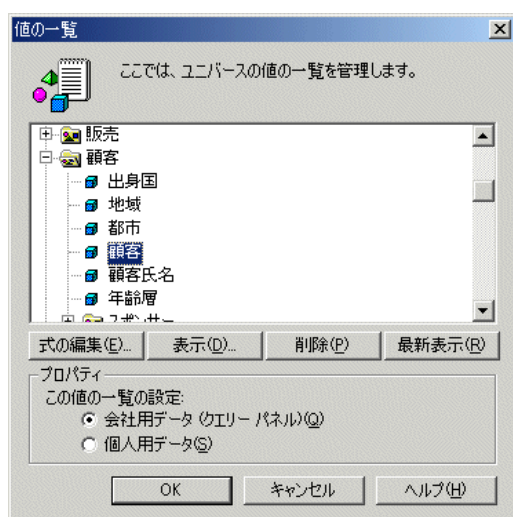 値の一覧
ここでは、ユニバースの値の一覧を管理します。
販売
顧客
出身国
地域
都市
顧客
顧客氏名
年齢層
スポンサー
式の編集(E)... 表示(D)... 削除(P) 最新表示(R)
プロパティ
この値の一覧の設定:
会社用データ (クエリー パネル)(Q)
個人用データ(S)
OK キャンセル ヘルプ(H)